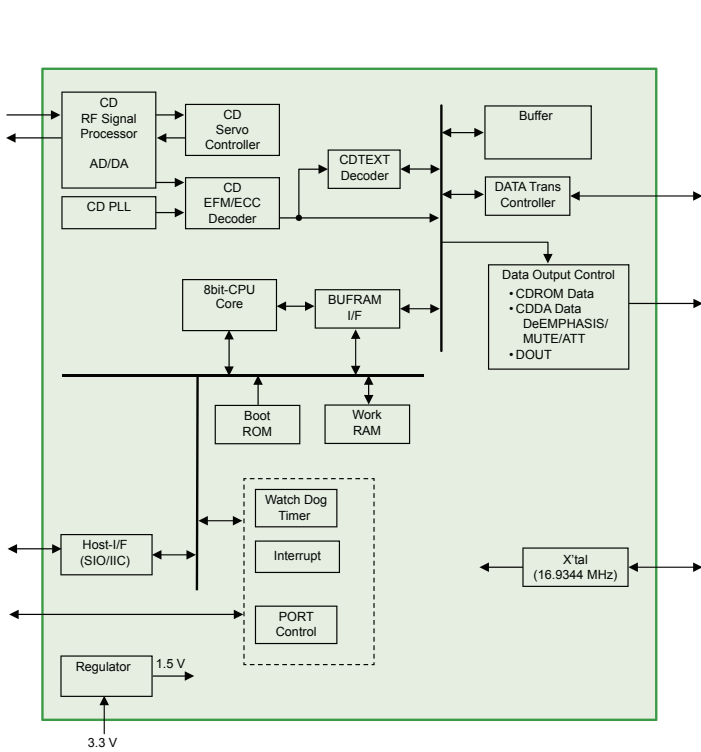 CD
RF Signal
Processor
AD/DA
CD
Servo
Controller
CD PLL
CD
EFM/ECC
Decoder
CDTEXT
Decoder
Buffer
DATA Trans
Controller
Data Output Control
• CDROM Data
• CDDA Data
DeEMPHASIS/
MUTE/ATT
• DOUT
8bit-CPU
Core
BUFRAM
I/F
Boot
ROM
Work
RAM
Watch Dog
Timer
Interrupt
PORT
Control
Host-I/F
(SIO/IIC)
X'tal
(16.9344 MHz)
Regulator
1.5 V
3.3 V